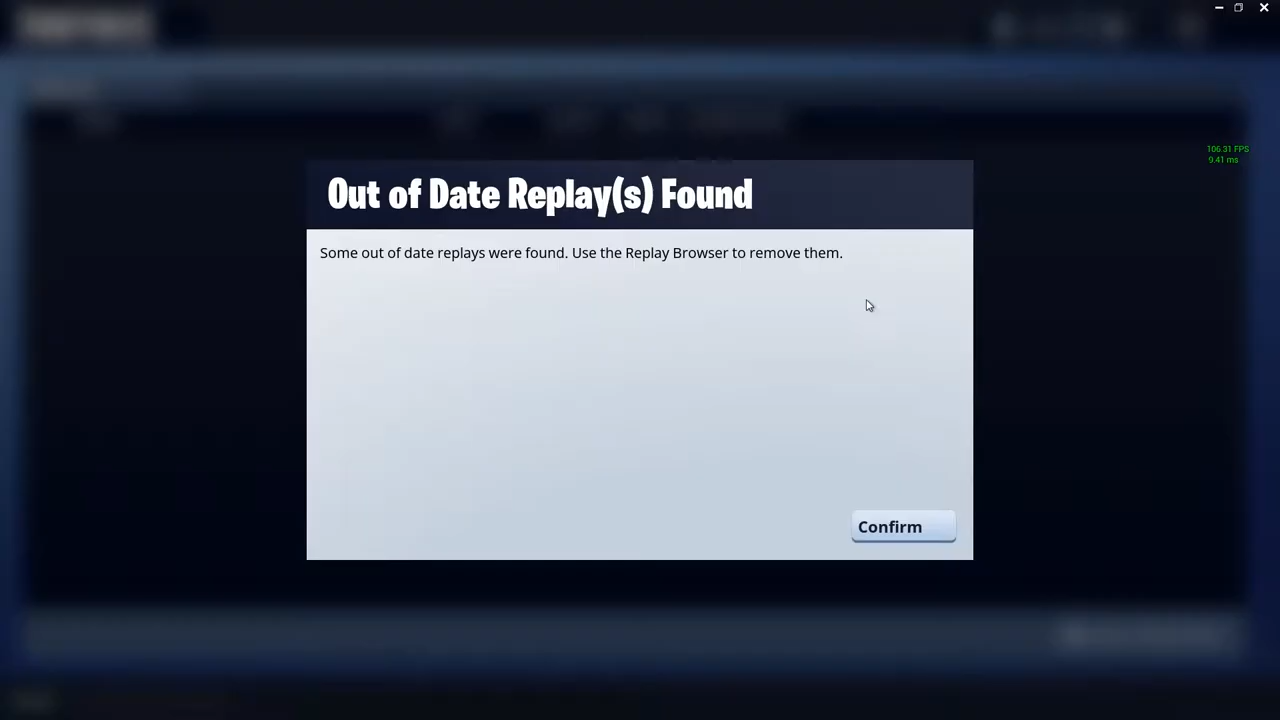 106.31 FPS
9.41 ms
Out of Date Replay(s) Found
Some out of date replays were found. Use the Replay Browser to remove them.
Confirm